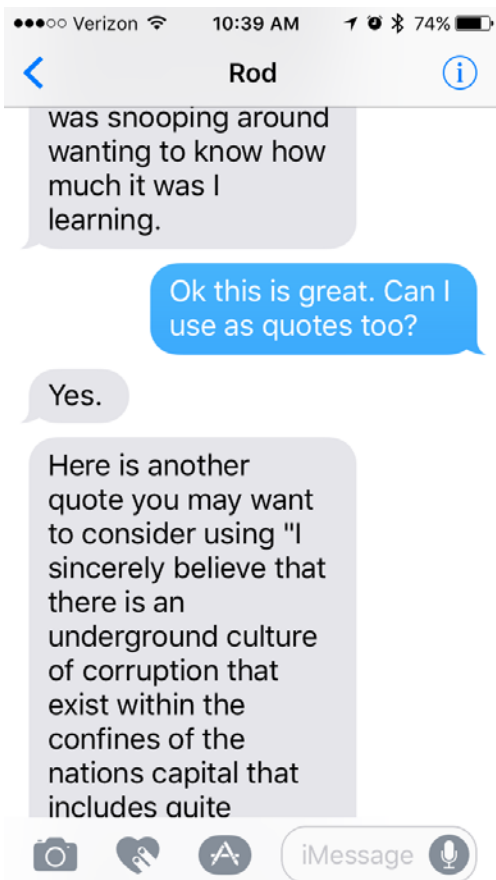 Verizon 10:39 AM 74%
Rod
was snooping around
wanting to know how
much it was I
learning.
Ok this is great. Can I
use as quotes too?
Yes.
Here is another
quote you may want
to consider using "I
sincerely believe that
there is an
underground culture
of corruption that
exist within the
confines of the
nations capital that
includes quite
iMessage